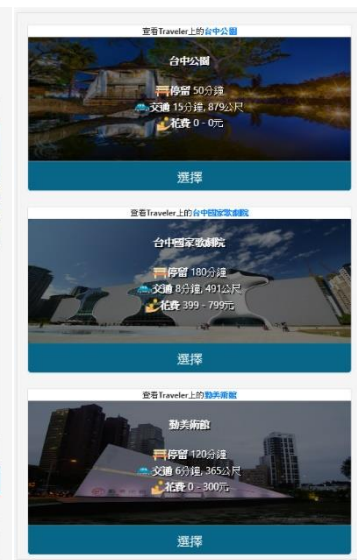 查看Traveler上的台中公園
台中公園
停留 50分鐘
交通 15分鐘, 879公尺
花費 0 - 0元
選擇
查看Traveler上的台中國家歌劇院
台中國家歌劇院
停留 180分鐘
交通 8分鐘, 491公尺
花費 399 - 799元
選擇
查看Traveler上的勤美術館
勤美術館
停留 120分鐘
交通 6分鐘, 365公尺
花費 0 - 300元
選擇